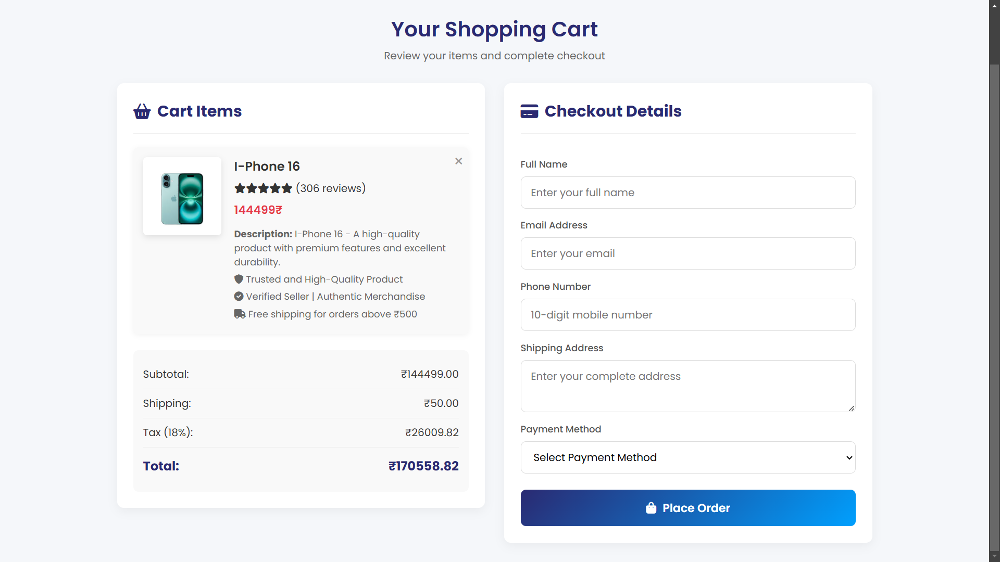 Your Shopping Cart
Review your items and complete checkout
Cart Items
I-Phone 16
(306 reviews)
144499₹
Description: I-Phone 16 - A high-quality
product with premium features and excellent
durability.
Trusted and High-Quality Product
Verified Seller | Authentic Merchandise
Free shipping for orders above ₹500
Subtotal: ₹144499.00
Shipping: ₹50.00
Tax (18%): ₹26009.82
Total: ₹170558.82
Checkout Details
Full Name
Enter your full name
Email Address
Enter your email
Phone Number
10-digit mobile number
Shipping Address
Enter your complete address
Payment Method
Select Payment Method
Place Order